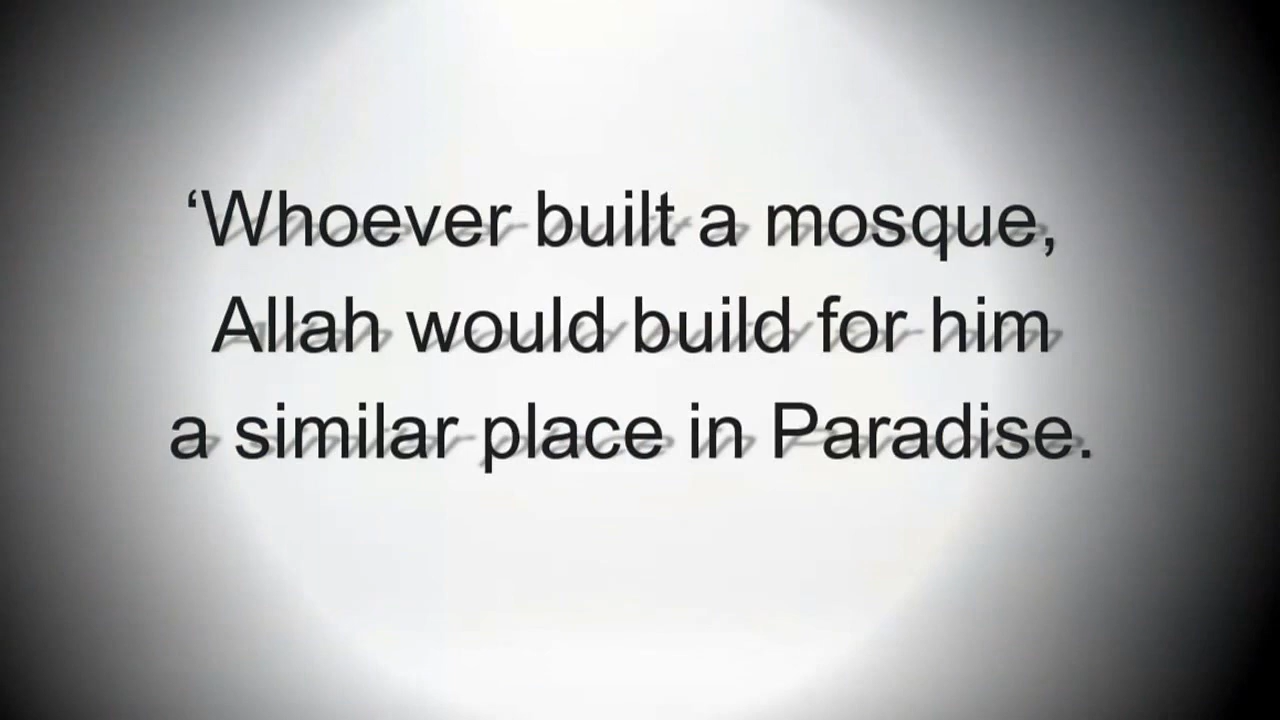 ‘Whoever built a mosque,
Allah would build for him
a similar place in Paradise.